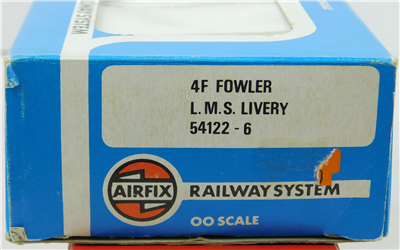 4F FOWLER
L.M.S. LIVERY
54122 - 6
AIRFIX
RAILWAY SYSTEM
OO SCALE